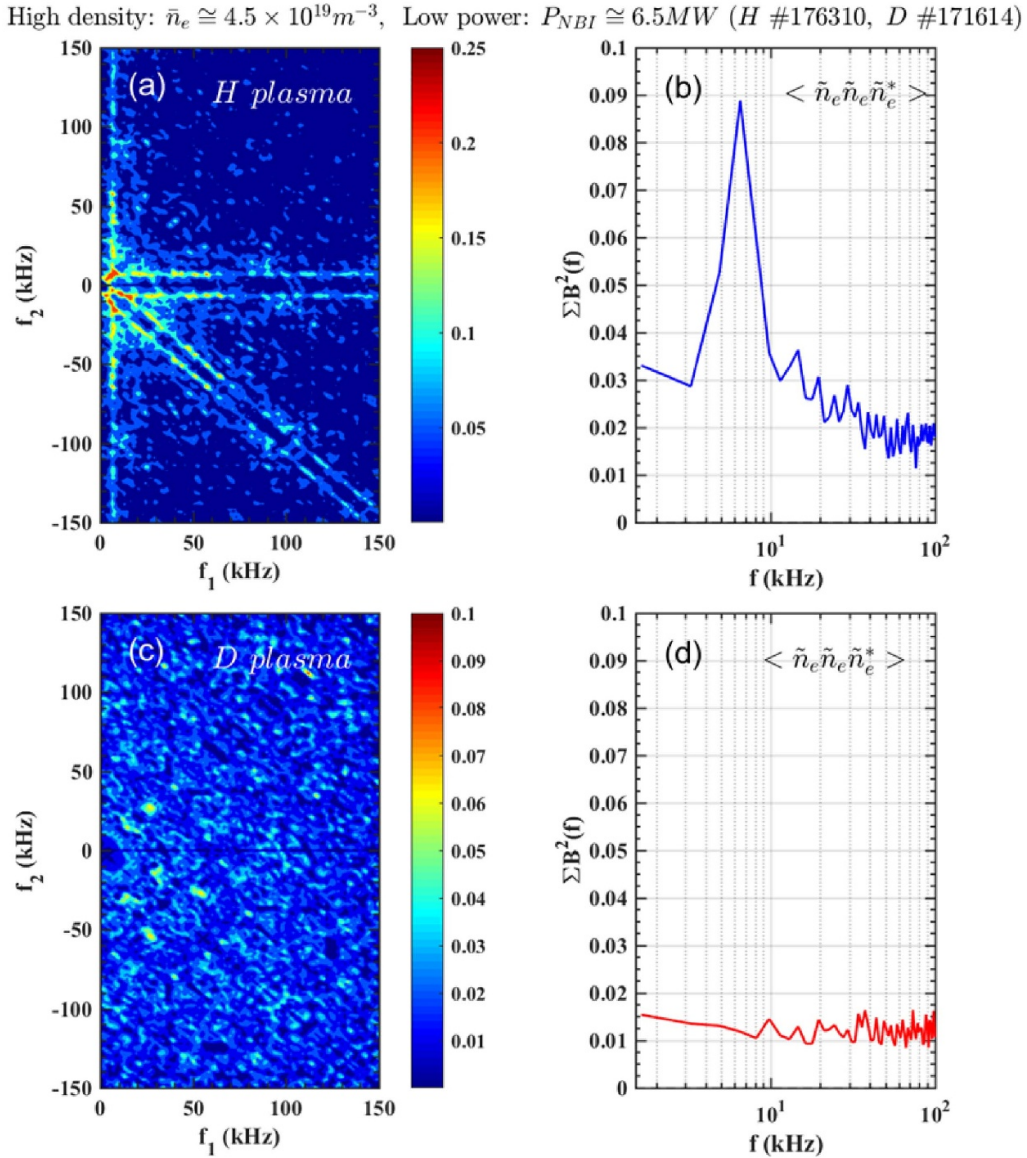 High density: n̄ₑ ≅ 4.5 × 10¹⁹m⁻³, Low power: P_NBI ≅ 6.5MW (H #176310, D #171614)
(a)
H plasma
150
100
50
0
-50
-100
-150
f₂ (kHz)
0 50 100 150
f₁ (kHz)
0.25
0.2
0.15
0.1
0.05
(b)
< ñₑñₑñₑ* >
0.1
0.09
0.08
0.07
0.06
0.05
0.04
0.03
0.02
0.01
0
ΣB²(f)
10¹ 10²
f (kHz)
(c)
D plasma
150
100
50
0
-50
-100
-150
f₂ (kHz)
0 50 100 150
f₁ (kHz)
0.1
0.09
0.08
0.07
0.06
0.05
0.04
0.03
0.02
0.01
(d)
< ñₑñₑñₑ* >
0.1
0.09
0.08
0.07
0.06
0.05
0.04
0.03
0.02
0.01
0
ΣB²(f)
10¹ 10²
f (kHz)